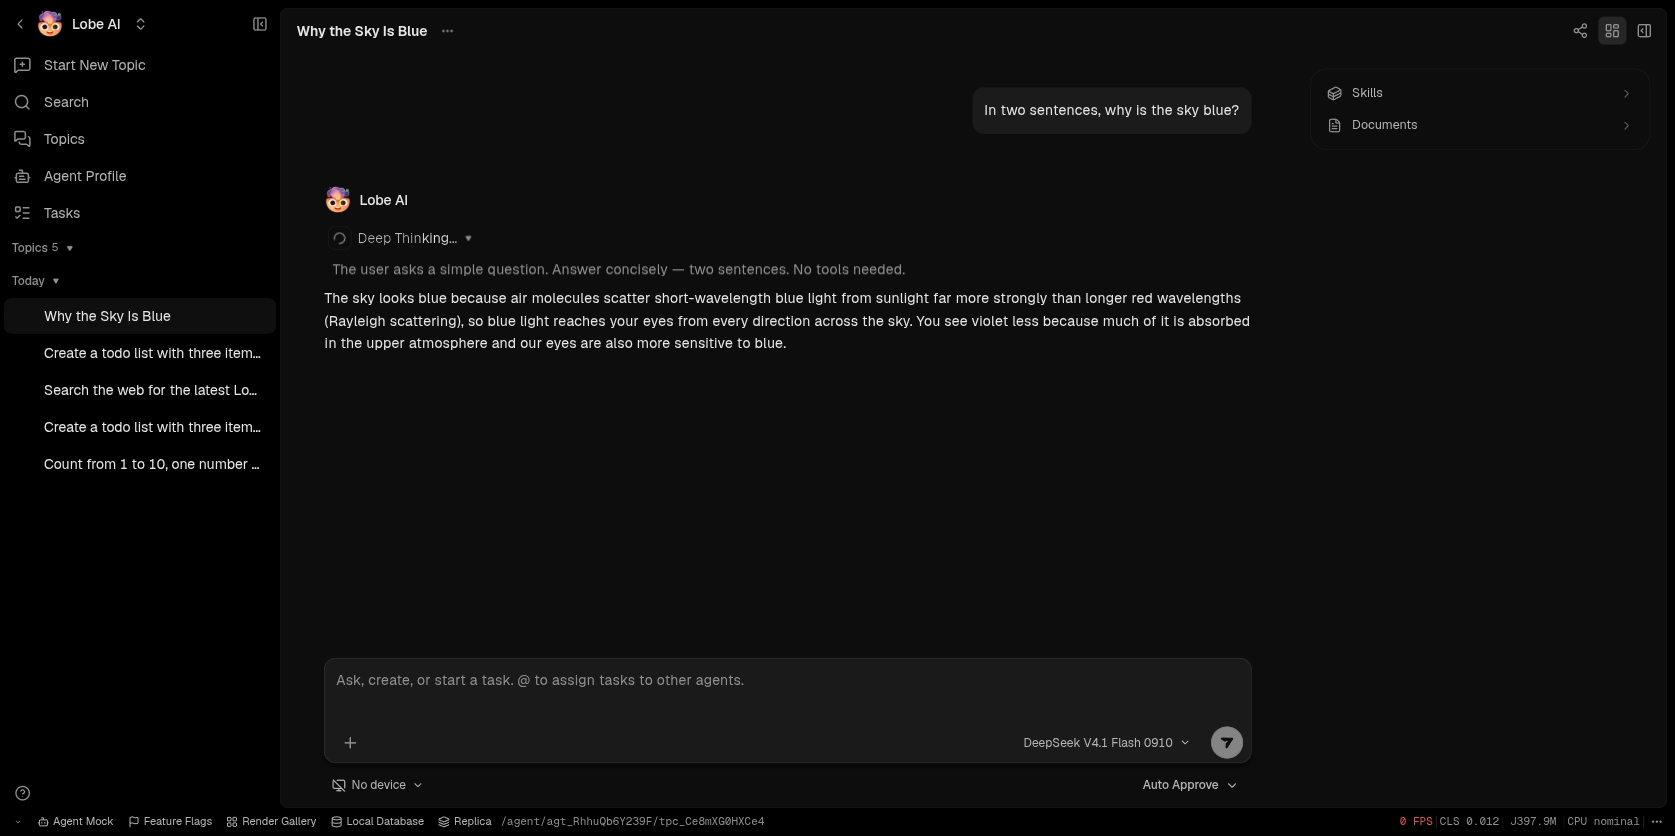 Lobe AI
Start New Topic
Search
Topics
Agent Profile
Tasks
Topics 5
Today
Why the Sky Is Blue
Create a todo list with three item...
Search the web for the latest Lo...
Create a todo list with three item...
Count from 1 to 10, one number ...
Why the Sky Is Blue
In two sentences, why is the sky blue?
Skills
Documents
Lobe AI
Deep Thinking...
The user asks a simple question. Answer concisely — two sentences. No tools needed.
The sky looks blue because air molecules scatter short-wavelength blue light from sunlight far more strongly than longer red wavelengths
(Rayleigh scattering), so blue light reaches your eyes from every direction across the sky. You see violet less because much of it is absorbed
in the upper atmosphere and our eyes are also more sensitive to blue.
Ask, create, or start a task. @ to assign tasks to other agents.
DeepSeek V4.1 Flash 0910
No device
Auto Approve
Agent Mock Feature Flags Render Gallery Local Database Replica /agent/agt_RhhuQb6Y239F/tpc_Ce8mXG0HXCe4 0 FPS CLS 0.012 J397.9M CPU nominal